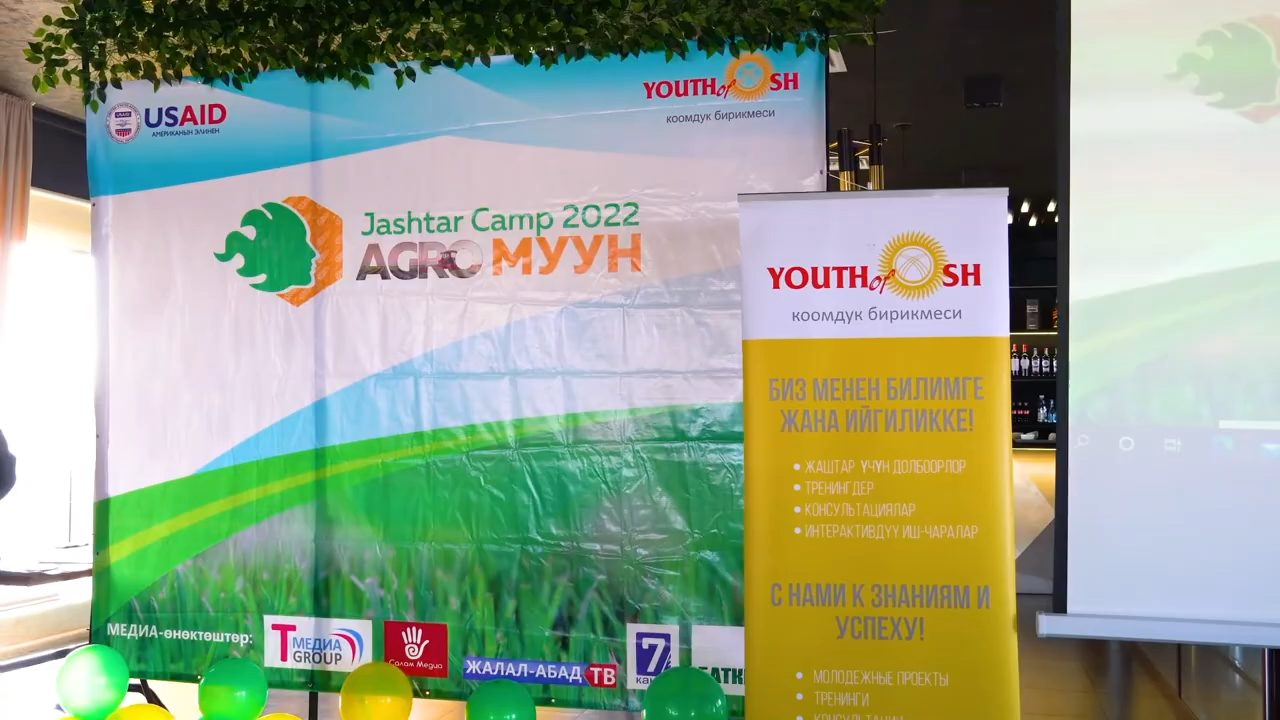 USAID
АМЕРИКАНЫН ЭЛИНЕН
YOUTH of OSH
коомдук бирикмеси
Jashtar Camp 2022
AGRO МУУН
МЕДИА-өнөктөштөр:
Т МЕДИА
GROUP
Салам Медиа
ЖАЛАЛ-АБАД ТВ
7
YOUTH of OSH
коомдук бирикмеси
БИЗ МЕНЕН БИЛИМГЕ
ЖАНА ИЙГИЛИККЕ!
• ЖАШТАР ҮЧҮН ДОЛБООРЛОР
• ТРЕНИНГДЕР
• КОНСУЛЬТАЦИЯЛАР
• ИНТЕРАКТИВДҮҮ ИШ-ЧАРАЛАР
С НАМИ К ЗНАНИЯМ И
УСПЕХУ!
• МОЛОДЕЖНЫЕ ПРОЕКТЫ
• ТРЕНИНГИ